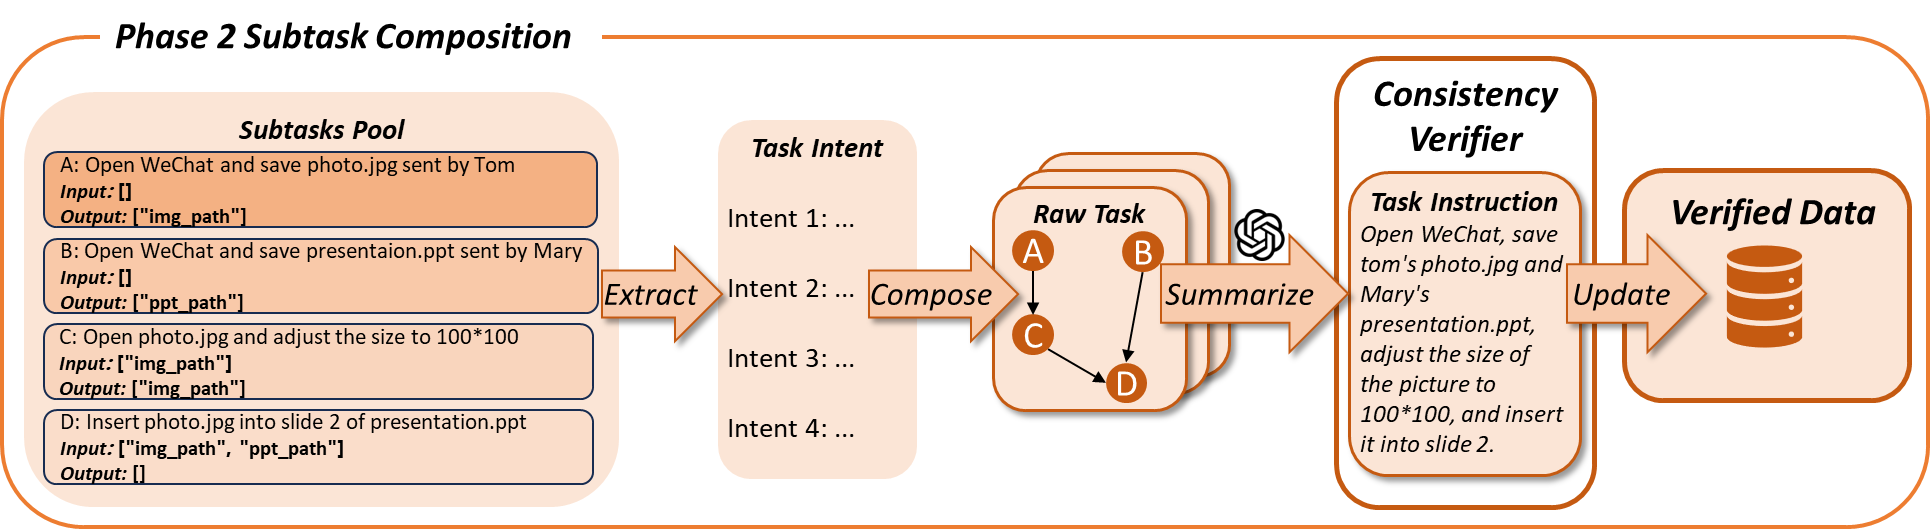 Phase 2 Subtask Composition
Subtasks Pool
A: Open WeChat and save photo.jpg sent by Tom
Input: []
Output: ["img_path"]
B: Open WeChat and save presentaion.ppt sent by Mary
Input: []
Output: ["ppt_path"]
C: Open photo.jpg and adjust the size to 100*100
Input: ["img_path"]
Output: ["img_path"]
D: Insert photo.jpg into slide 2 of presentation.ppt
Input: ["img_path", "ppt_path"]
Output: []
Extract
Task Intent
Intent 1: ...
Intent 2: ...
Intent 3: ...
Intent 4: ...
Compose
Raw Task
A
B
C
D
Summarize
Consistency
Verifier
Task Instruction
Open WeChat, save
tom's photo.jpg and
Mary's
presentation.ppt,
adjust the size of
the picture to
100*100, and insert
it into slide 2.
Update
Verified Data